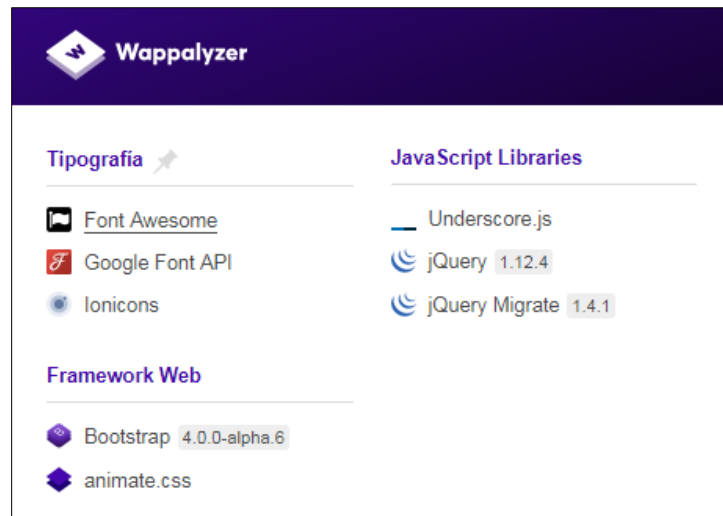 Wappalyzer
Tipografía
Font Awesome
Google Font API
Ionicons
Framework Web
Bootstrap 4.0.0-alpha.6
animate.css
JavaScript Libraries
Underscore.js
jQuery 1.12.4
jQuery Migrate 1.4.1